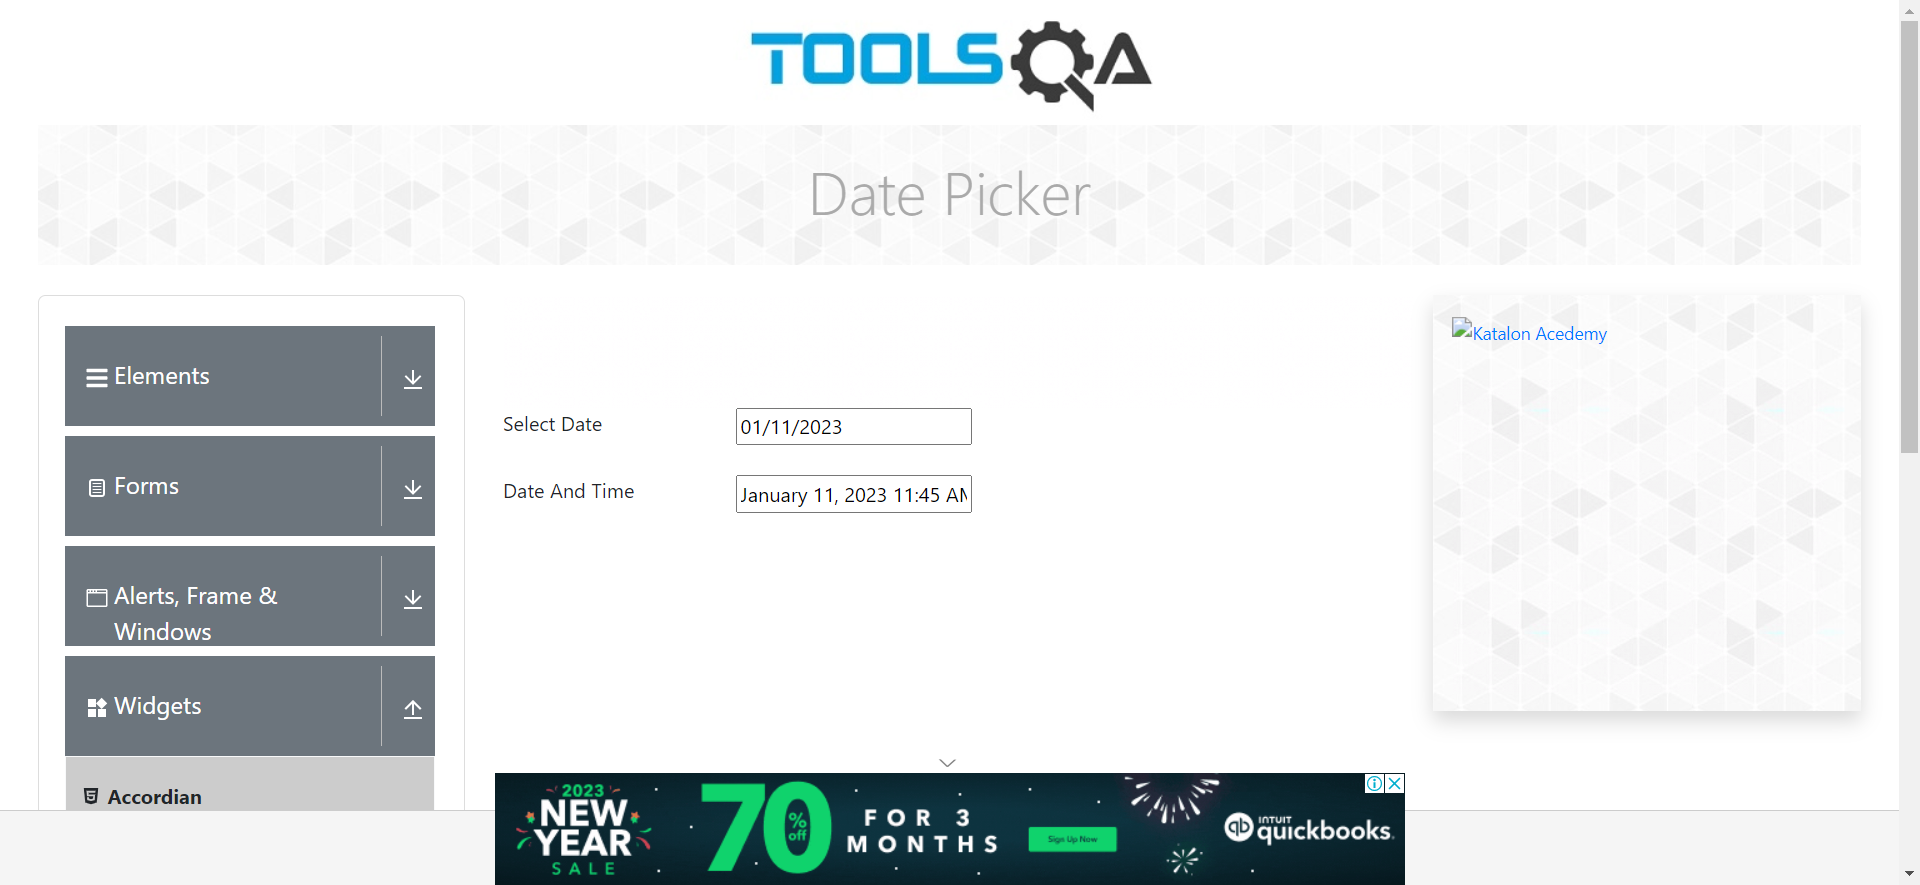 TOOLSQA
Date Picker
Elements
Forms
Alerts, Frame &
Windows
Widgets
Accordian
Select Date
01/11/2023
Date And Time
January 11, 2023 11:45 AM
Katalon Acedemy
2023
NEW
YEAR
SALE
70
%
off
FOR 3
MONTHS
Sign Up Now
qb
INTUIT
quickbooks.